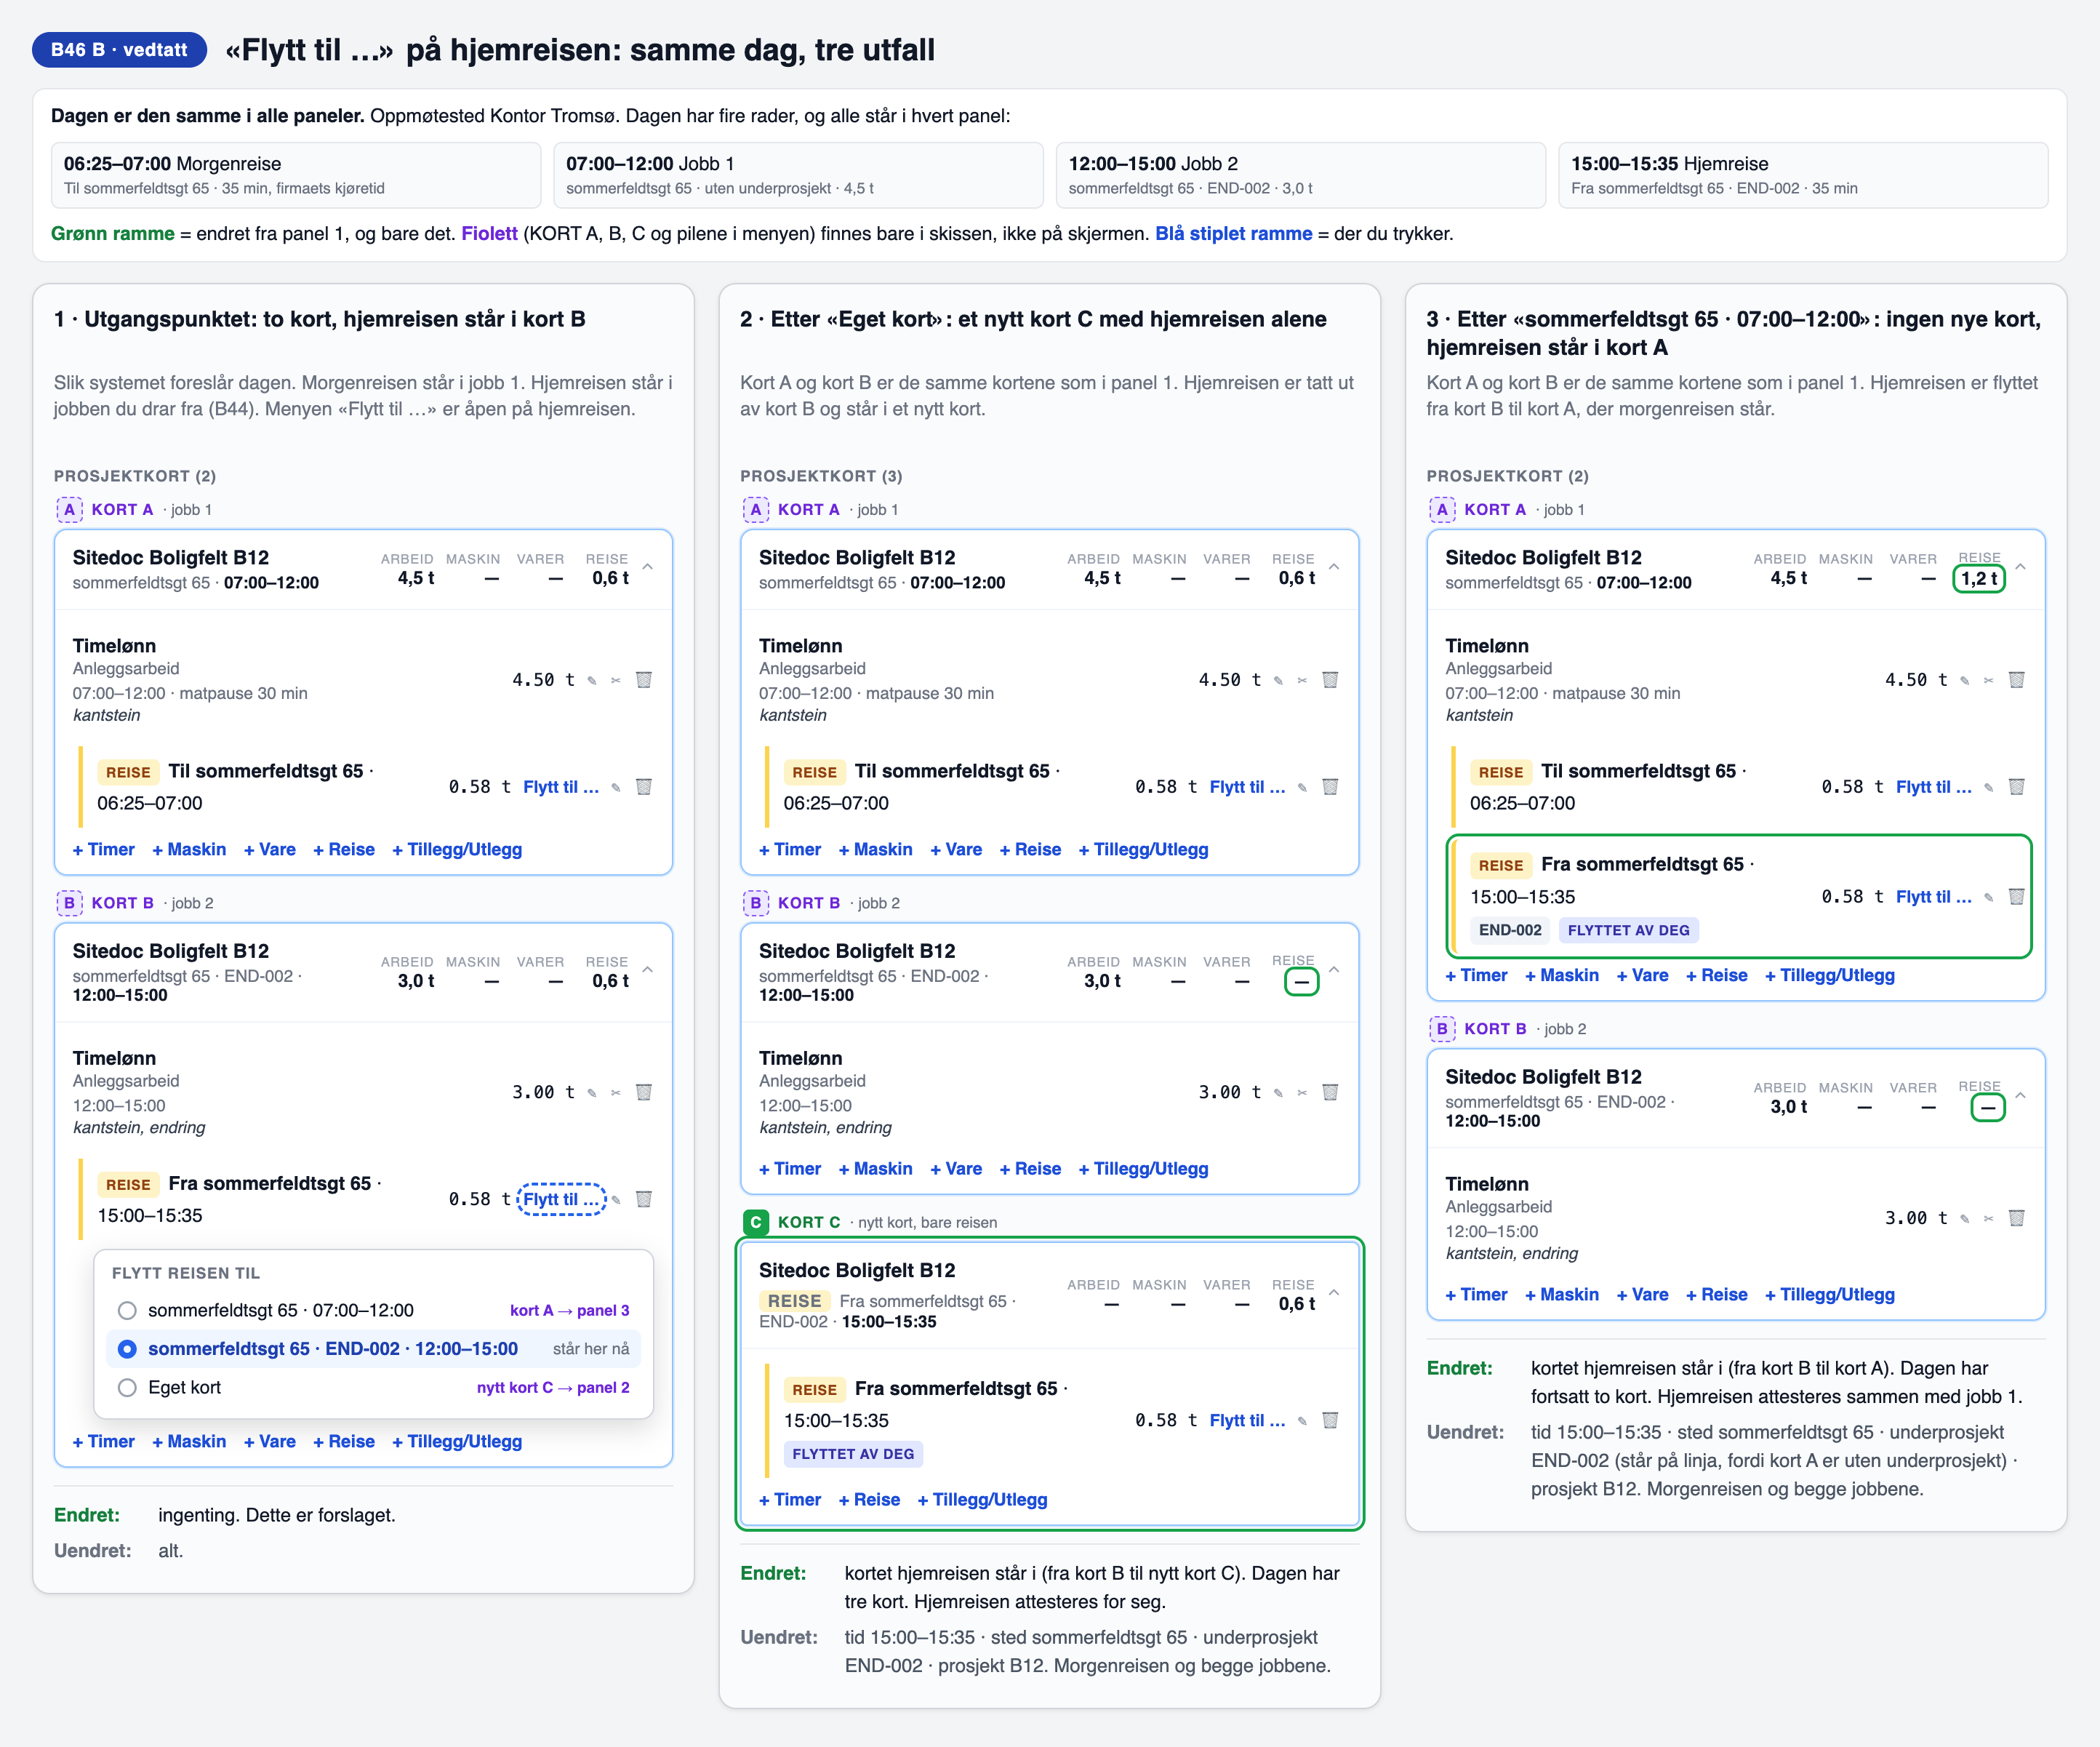 B46 B · vedtatt
«Flytt til …» på hjemreisen: samme dag, tre utfall
Dagen er den samme i alle paneler. Oppmøtested Kontor Tromsø. Dagen har fire rader, og alle står i hvert panel:
06:25–07:00 Morgenreise
Til sommerfeldtsgt 65 · 35 min, firmaets kjøretid
07:00–12:00 Jobb 1
sommerfeldtsgt 65 · uten underprosjekt · 4,5 t
12:00–15:00 Jobb 2
sommerfeldtsgt 65 · END-002 · 3,0 t
15:00–15:35 Hjemreise
Fra sommerfeldtsgt 65 · END-002 · 35 min
Grønn ramme = endret fra panel 1, og bare det. Fiolett (KORT A, B, C og pilene i menyen) finnes bare i skissen, ikke på skjermen. Blå stiplet ramme = der du trykker.
1 · Utgangspunktet: to kort, hjemreisen står i kort B
Slik systemet foreslår dagen. Morgenreisen står i jobb 1. Hjemreisen står i
jobben du drar fra (B44). Menyen «Flytt til …» er åpen på hjemreisen.
PROSJEKTKORT (2)
A KORT A · jobb 1
Sitedoc Boligfelt B12
sommerfeldtsgt 65 · 07:00–12:00
ARBEID MASKIN VARER REISE
4,5 t — — 0,6 t
Timelønn
Anleggsarbeid
07:00–12:00 · matpause 30 min
kantstein
4.50 t
REISE Til sommerfeldtsgt 65 ·
06:25–07:00
0.58 t Flytt til …
+ Timer + Maskin + Vare + Reise + Tillegg/Utlegg
B KORT B · jobb 2
Sitedoc Boligfelt B12
sommerfeldtsgt 65 · END-002 ·
12:00–15:00
ARBEID MASKIN VARER REISE
3,0 t — — 0,6 t
Timelønn
Anleggsarbeid
12:00–15:00
kantstein, endring
3.00 t
REISE Fra sommerfeldtsgt 65 ·
15:00–15:35
0.58 t Flytt til …
FLYTT REISEN TIL
sommerfeldtsgt 65 · 07:00–12:00 kort A → panel 3
sommerfeldtsgt 65 · END-002 · 12:00–15:00 står her nå
Eget kort nytt kort C → panel 2
+ Timer + Maskin + Vare + Reise + Tillegg/Utlegg
Endret: ingenting. Dette er forslaget.
Uendret: alt.
2 · Etter «Eget kort»: et nytt kort C med hjemreisen alene
Kort A og kort B er de samme kortene som i panel 1. Hjemreisen er tatt ut
av kort B og står i et nytt kort.
PROSJEKTKORT (3)
A KORT A · jobb 1
Sitedoc Boligfelt B12
sommerfeldtsgt 65 · 07:00–12:00
ARBEID MASKIN VARER REISE
4,5 t — — 0,6 t
Timelønn
Anleggsarbeid
07:00–12:00 · matpause 30 min
kantstein
4.50 t
REISE Til sommerfeldtsgt 65 ·
06:25–07:00
0.58 t Flytt til …
+ Timer + Maskin + Vare + Reise + Tillegg/Utlegg
B KORT B · jobb 2
Sitedoc Boligfelt B12
sommerfeldtsgt 65 · END-002 ·
12:00–15:00
ARBEID MASKIN VARER REISE
3,0 t — — —
Timelønn
Anleggsarbeid
12:00–15:00
kantstein, endring
3.00 t
+ Timer + Maskin + Vare + Reise + Tillegg/Utlegg
C KORT C · nytt kort, bare reisen
Sitedoc Boligfelt B12
REISE Fra sommerfeldtsgt 65 ·
END-002 · 15:00–15:35
ARBEID MASKIN VARER REISE
— — — 0,6 t
REISE Fra sommerfeldtsgt 65 ·
15:00–15:35
FLYTTET AV DEG
0.58 t Flytt til …
+ Timer + Reise + Tillegg/Utlegg
Endret: kortet hjemreisen står i (fra kort B til nytt kort C). Dagen har
tre kort. Hjemreisen attesteres for seg.
Uendret: tid 15:00–15:35 · sted sommerfeldtsgt 65 · underprosjekt
END-002 · prosjekt B12. Morgenreisen og begge jobbene.
3 · Etter «sommerfeldtsgt 65 · 07:00–12:00»: ingen nye kort,
hjemreisen står i kort A
Kort A og kort B er de samme kortene som i panel 1. Hjemreisen er flyttet
fra kort B til kort A, der morgenreisen står.
PROSJEKTKORT (2)
A KORT A · jobb 1
Sitedoc Boligfelt B12
sommerfeldtsgt 65 · 07:00–12:00
ARBEID MASKIN VARER REISE
4,5 t — — 1,2 t
Timelønn
Anleggsarbeid
07:00–12:00 · matpause 30 min
kantstein
4.50 t
REISE Til sommerfeldtsgt 65 ·
06:25–07:00
0.58 t Flytt til …
REISE Fra sommerfeldtsgt 65 ·
15:00–15:35
END-002 FLYTTET AV DEG
0.58 t Flytt til …
+ Timer + Maskin + Vare + Reise + Tillegg/Utlegg
B KORT B · jobb 2
Sitedoc Boligfelt B12
sommerfeldtsgt 65 · END-002 ·
12:00–15:00
ARBEID MASKIN VARER REISE
3,0 t — — —
Timelønn
Anleggsarbeid
12:00–15:00
kantstein, endring
3.00 t
+ Timer + Maskin + Vare + Reise + Tillegg/Utlegg
Endret: kortet hjemreisen står i (fra kort B til kort A). Dagen har
fortsatt to kort. Hjemreisen attesteres sammen med jobb 1.
Uendret: tid 15:00–15:35 · sted sommerfeldtsgt 65 · underprosjekt
END-002 (står på linja, fordi kort A er uten underprosjekt) ·
prosjekt B12. Morgenreisen og begge jobbene.